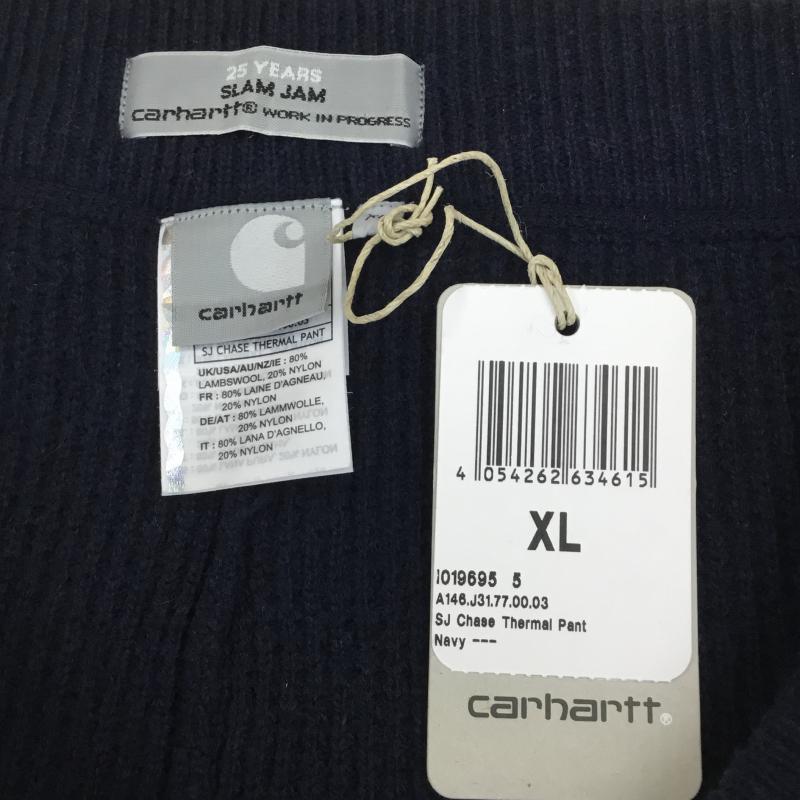 25 YEARS
SLAM JAM
carhartt® WORK IN PROGRESS
carhartt
SJ CHASE THERMAL PANT
UK/USA/AU/NZ/IE : 80%
LAMBSWOOL, 20% NYLON
FR : 80% LAINE D'AGNEAU,
20% NYLON
DE/AT : 80% LAMMWOLLE,
20% NYLON
IT : 80% LANA D'AGNELLO,
20% NYLON
4 054262 634615
XL
I019695 5
A146.J31.77.00.03
SJ Chase Thermal Pant
Navy ---
carhartt®